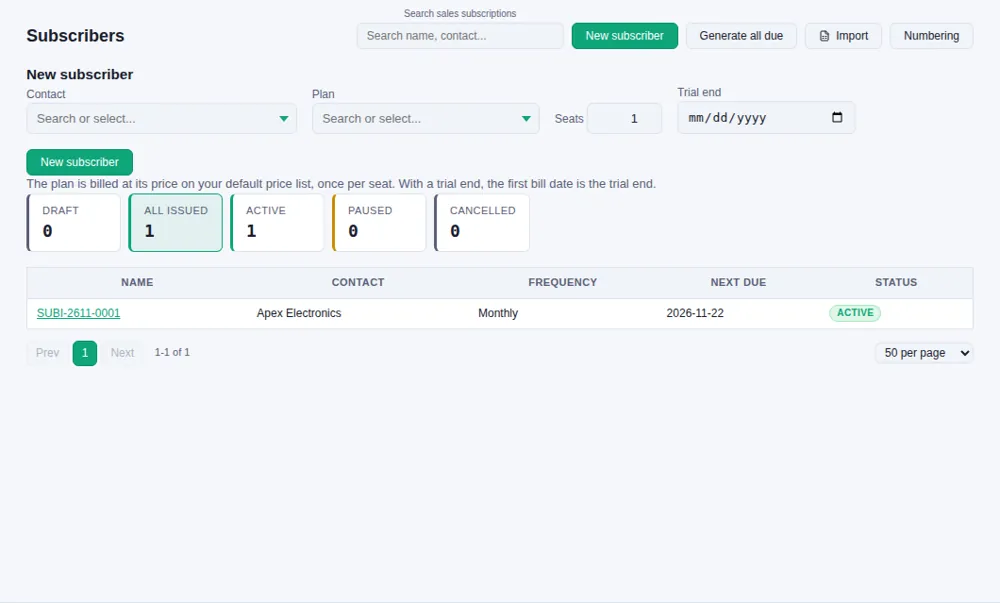 Search sales subscriptions
Subscribers
Search name, contact...
New subscriber
Generate all due
Import
Numbering
New subscriber
Contact
Plan
Trial end
Search or select...
Search or select...
Seats
1
mm/dd/yyyy
New subscriber
The plan is billed at its price on your default price list, once per seat. With a trial end, the first bill date is the trial end.
DRAFT
0
ALL ISSUED
1
ACTIVE
1
PAUSED
0
CANCELLED
0
NAME CONTACT FREQUENCY NEXT DUE STATUS
SUBI-2611-0001 Apex Electronics Monthly 2026-11-22 ACTIVE
Prev 1 Next 1-1 of 1 50 per page